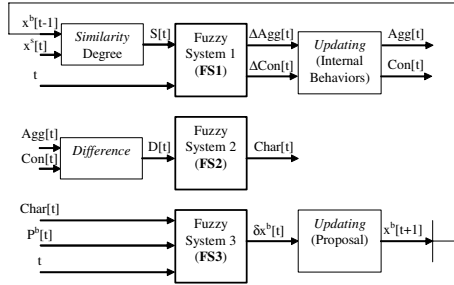 x^b[t-1]
x^s[t]
t
Similarity
Degree
S[t]
Fuzzy
System 1
(FS1)
ΔAgg[t]
ΔCon[t]
Updating
(Internal
Behaviors)
Agg[t]
Con[t]
Agg[t]
Con[t]
Difference
D[t]
Fuzzy
System 2
(FS2)
Char[t]
Char[t]
P^b[t]
t
Fuzzy
System 3
(FS3)
δx^b[t]
Updating
(Proposal)
x^b[t+1]